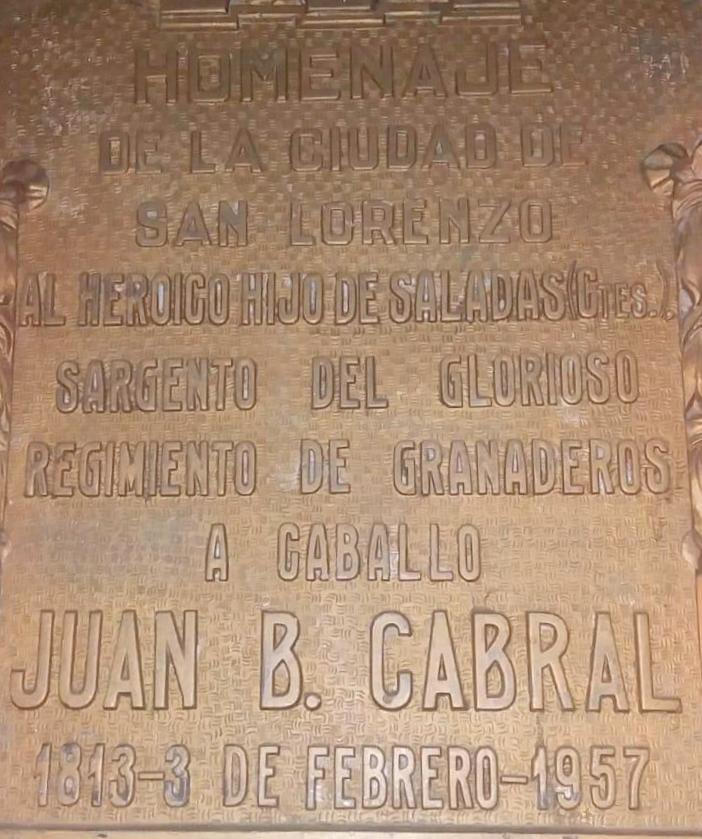 HOMENAJE
DE LA CIUDAD DE
SAN LORENZO
AL HEROICO HIJO DE SALADAS (CTES.),
SARGENTO DEL GLORIOSO
REGIMIENTO DE GRANADEROS
A CABALLO
JUAN B. CABRAL
1813-3 DE FEBRERO-1957